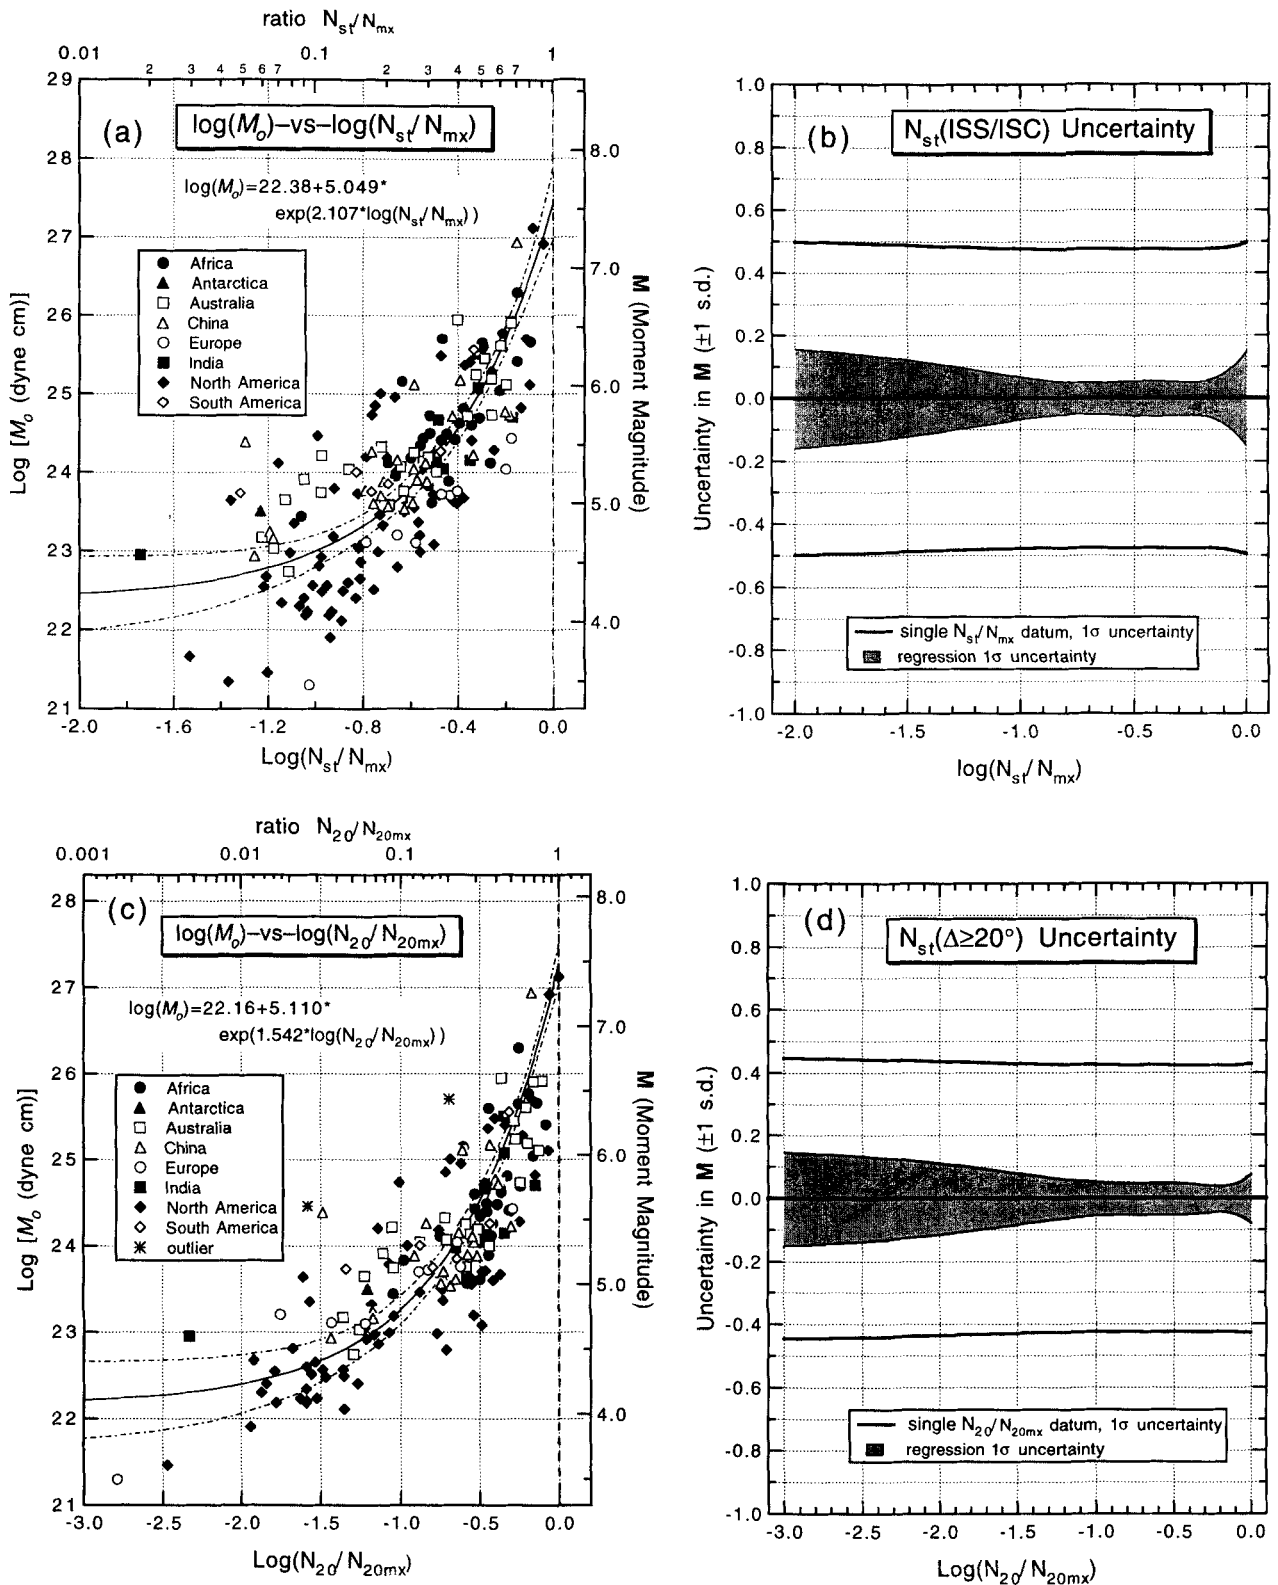 ratio N_st/N_mx
0.01 0.1 1
2 3 4 5 6 7 2 3 4 5 6 7
(a)
log(M_o)–vs–log(N_st/N_mx)
log(M_o)=22.38+5.049*
exp(2.107*log(N_st/N_mx))
Africa
Antarctica
Australia
China
Europe
India
North America
South America
29
28
27
26
25
24
23
22
21
Log [M_o (dyne cm)]
8.0
7.0
6.0
5.0
4.0
M (Moment Magnitude)
-1.6 -1.2 -0.8 -0.4 0.0
Log(N_st/N_mx)
(b)
N_st(ISS/ISC) Uncertainty
1.0
0.8
0.6
0.4
0.2
0.0
-0.2
-0.4
-0.6
-0.8
-1.0
Uncertainty in M (±1 s.d.)
single N_st/N_mx datum, 1σ uncertainty
regression 1σ uncertainty
-2.0 -1.5 -1.0 -0.5 0.0
log(N_st/N_mx)
ratio N_20/N_20mx
0.001 0.01 0.1 1
(c)
log(M_o)–vs–log(N_20/N_20mx)
log(M_o)=22.16+5.110*
exp(1.542*log(N_20/N_20mx))
Africa
Antarctica
Australia
China
Europe
India
North America
South America
outlier
28
27
26
25
24
23
22
21
Log [M_o (dyne cm)]
8.0
7.0
6.0
5.0
4.0
M (Moment Magnitude)
-3.0 -2.5 -2.0 -1.5 -1.0 -0.5 0.0
Log(N_20/N_20mx)
(d)
N_st(Δ≥20°) Uncertainty
1.0
0.8
0.6
0.4
0.2
0.0
-0.2
-0.4
-0.6
-0.8
-1.0
Uncertainty in M (±1 s.d.)
single N_20/N_20mx datum, 1σ uncertainty
regression 1σ uncertainty
-3.0 -2.5 -2.0 -1.5 -1.0 -0.5 0.0
Log(N_20/N_20mx)